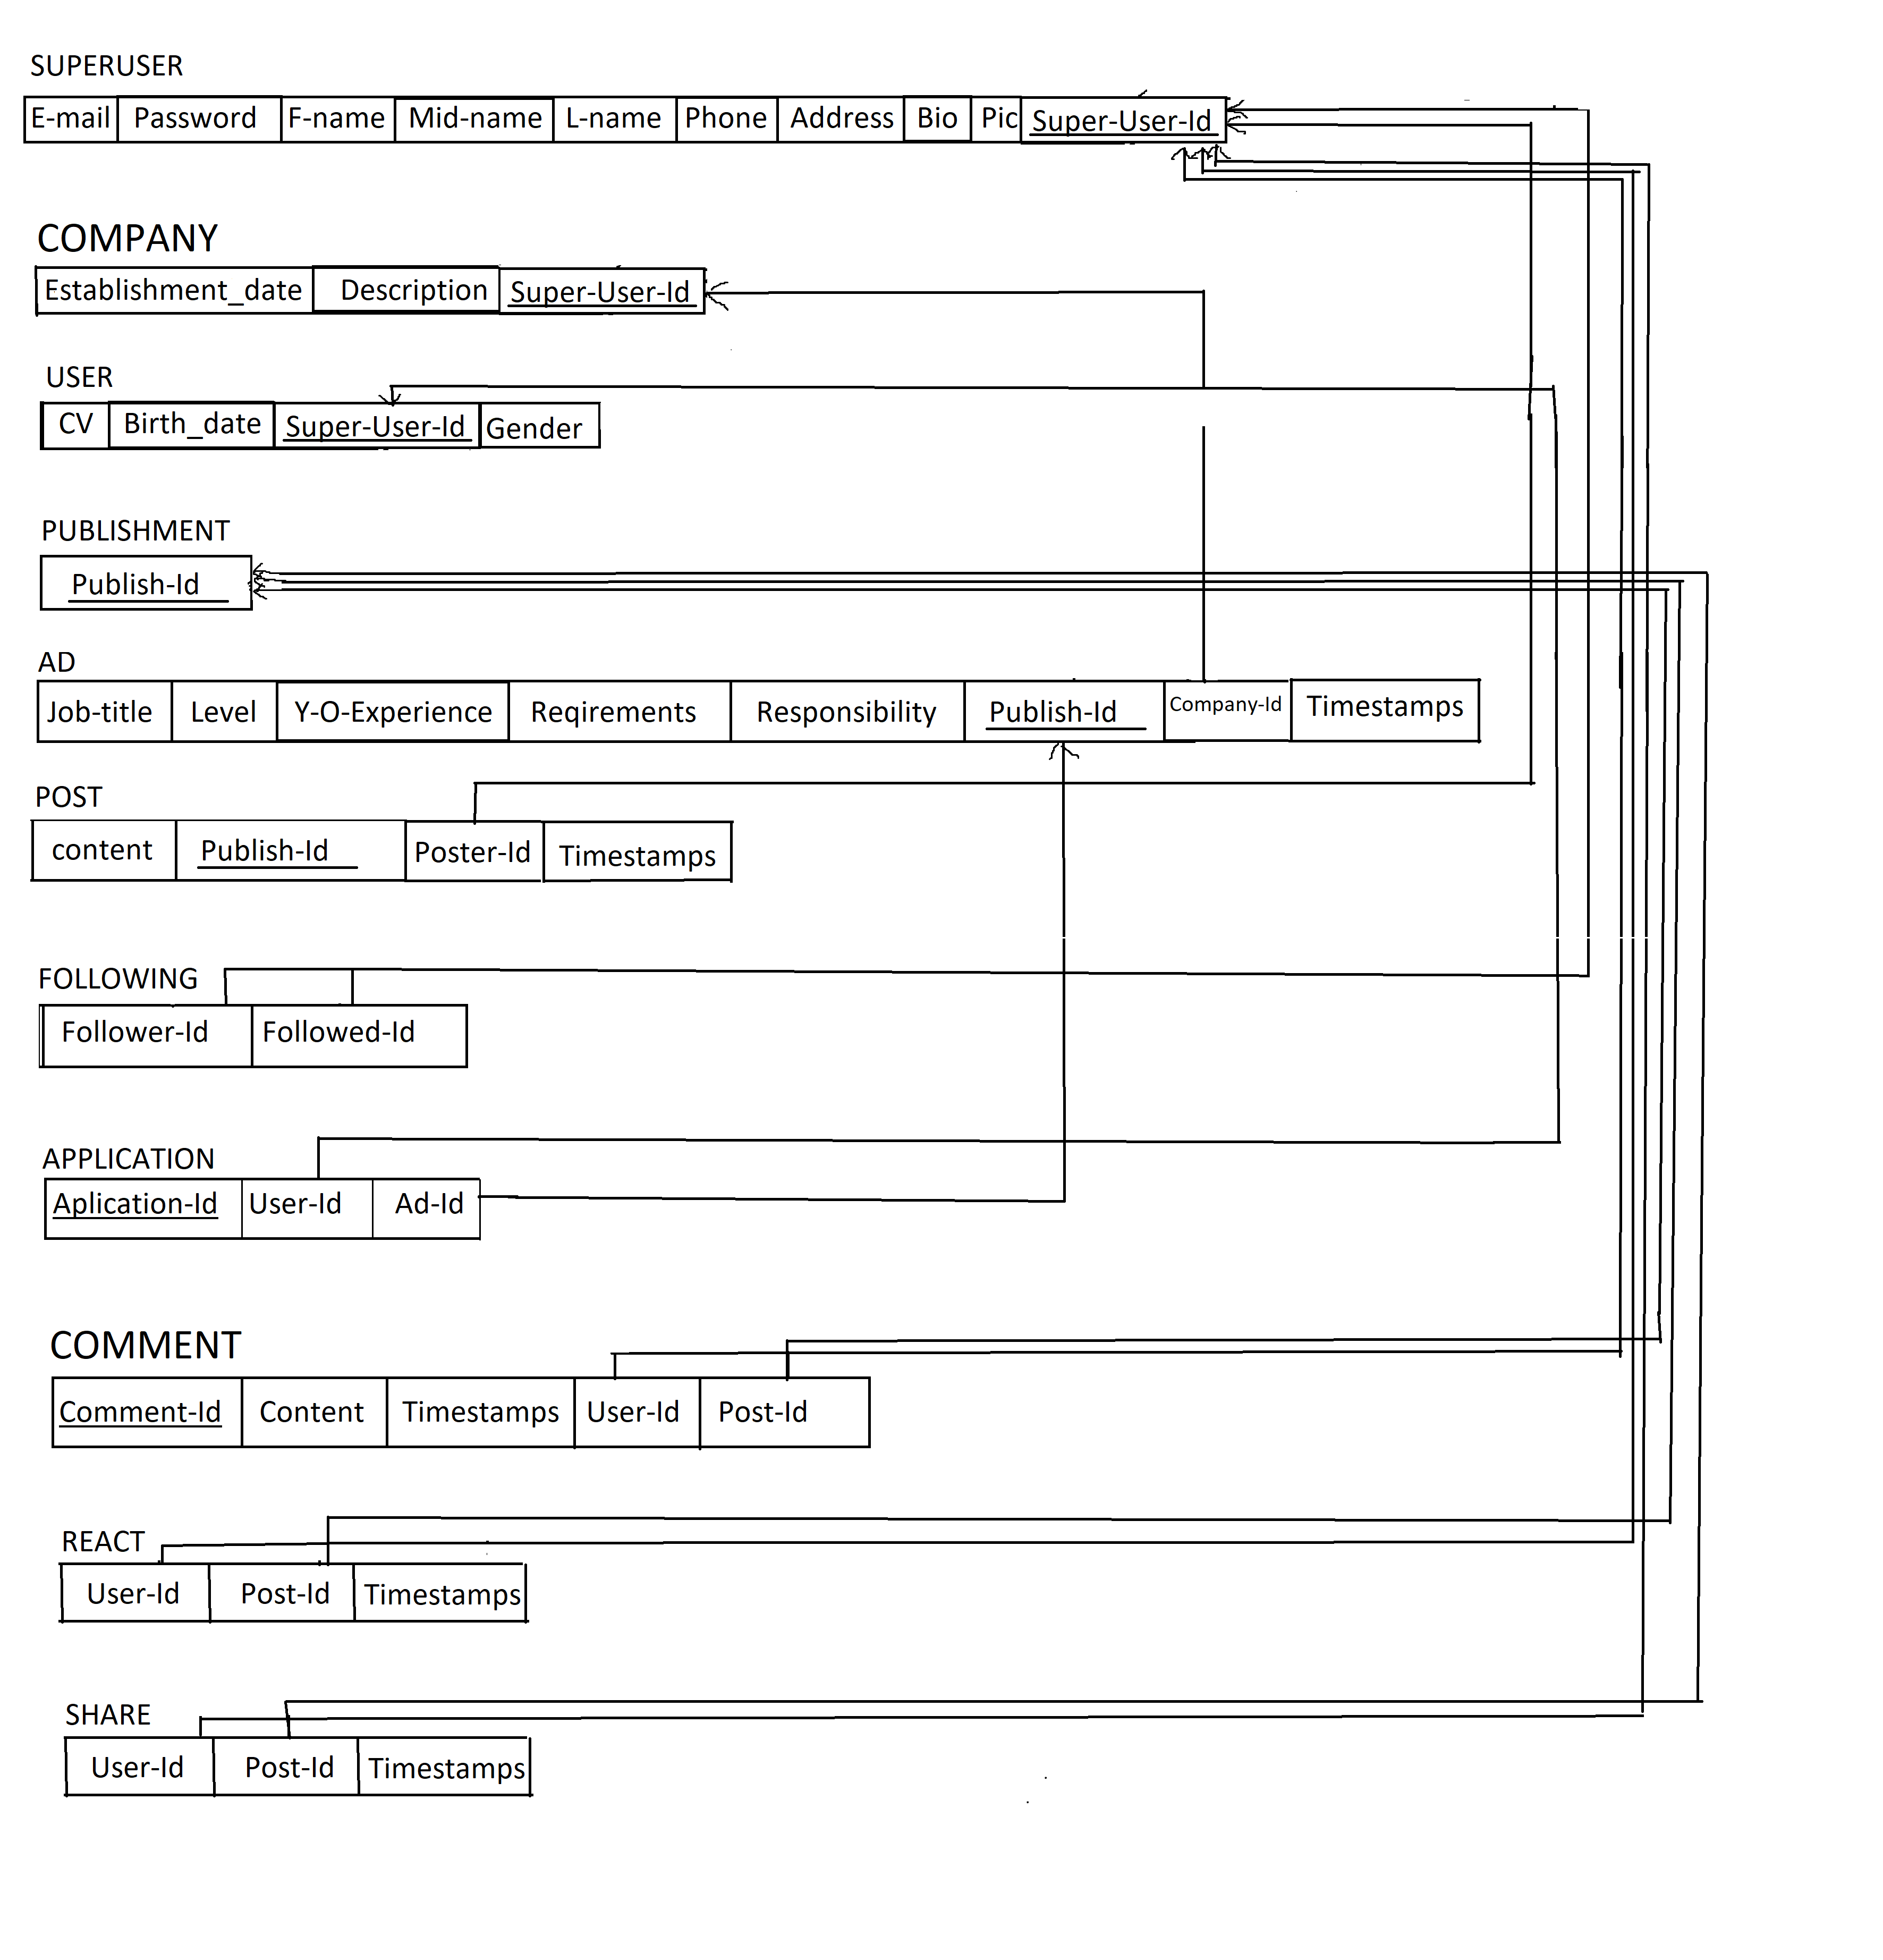 SUPERUSER
E-mail Password F-name Mid-name L-name Phone Address Bio Pic Super-User-Id
COMPANY
Establishment_date Description Super-User-Id
USER
CV Birth_date Super-User-Id Gender
PUBLISHMENT
Publish-Id
AD
Job-title Level Y-O-Experience Reqirements Responsibility Publish-Id Company-Id Timestamps
POST
content Publish-Id Poster-Id Timestamps
FOLLOWING
Follower-Id Followed-Id
APPLICATION
Aplication-Id User-Id Ad-Id
COMMENT
Comment-Id Content Timestamps User-Id Post-Id
REACT
User-Id Post-Id Timestamps
SHARE
User-Id Post-Id Timestamps